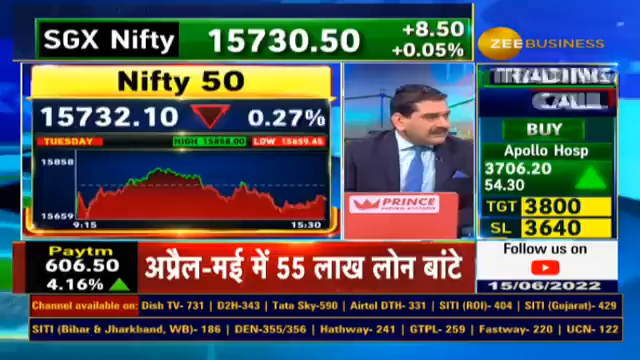 SGX Nifty 15730.50 +8.50 +0.05%
ZEE BUSINESS
Nifty 50
15732.10 0.27%
TUESDAY HIGH 15858.00 LOW 15659.45
15858
15659
9:15 15:30
PRINCE
TRADING
CALL
BUY
Apollo Hosp
3706.20
54.30
TGT 3800
SL 3640
Paytm
606.50
4.16%
अप्रैल-मई में 55 लाख लोन बांटे
Follow us on
15/06/2022
Channel available on: Dish TV- 731 | D2H-343 | Tata Sky-590 | Airtel DTH- 331 | SITI (ROI)- 404 | SITI (Gujarat)- 429
SITI (Bihar & Jharkhand, WB)- 186 | DEN-355/356 | Hathway- 241 | GTPL- 259 | Fastway- 220 | UCN- 122